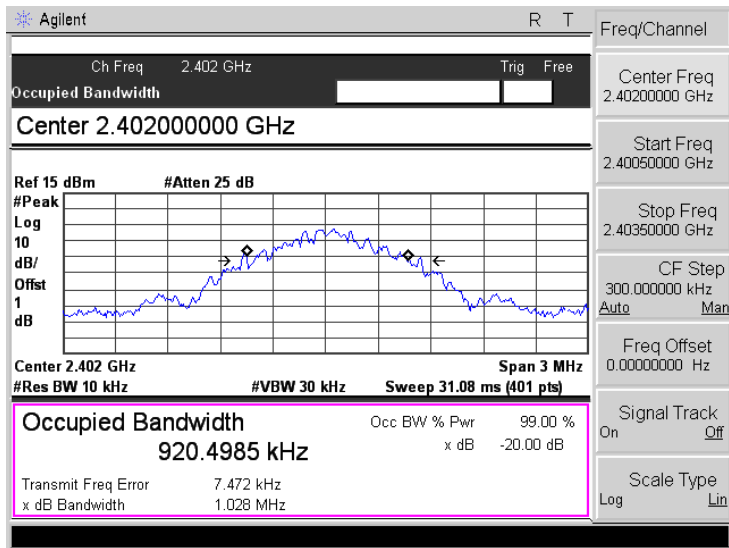 Agilent R T
Ch Freq 2.402 GHz Trig Free
Occupied Bandwidth
Center 2.402000000 GHz
Ref 15 dBm #Atten 25 dB
#Peak
Log
10
dB/
Offst
1
dB
Center 2.402 GHz Span 3 MHz
#Res BW 10 kHz #VBW 30 kHz Sweep 31.08 ms (401 pts)
Occupied Bandwidth Occ BW % Pwr 99.00 %
920.4985 kHz x dB -20.00 dB
Transmit Freq Error 7.472 kHz
x dB Bandwidth 1.028 MHz
Freq/Channel
Center Freq
2.40200000 GHz
Start Freq
2.40050000 GHz
Stop Freq
2.40350000 GHz
CF Step
300.000000 kHz
Auto Man
Freq Offset
0.00000000 Hz
Signal Track
On Off
Scale Type
Log Lin